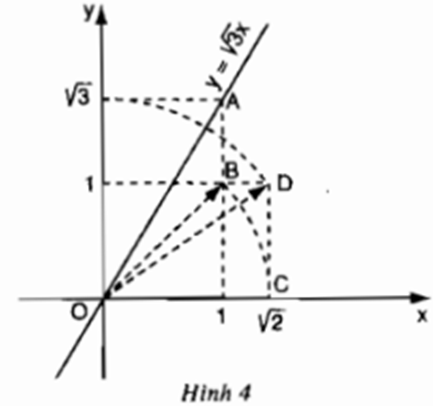 y
y = √3x
√3
A
1
B
D
C
O
1
√2
x
Hình 4